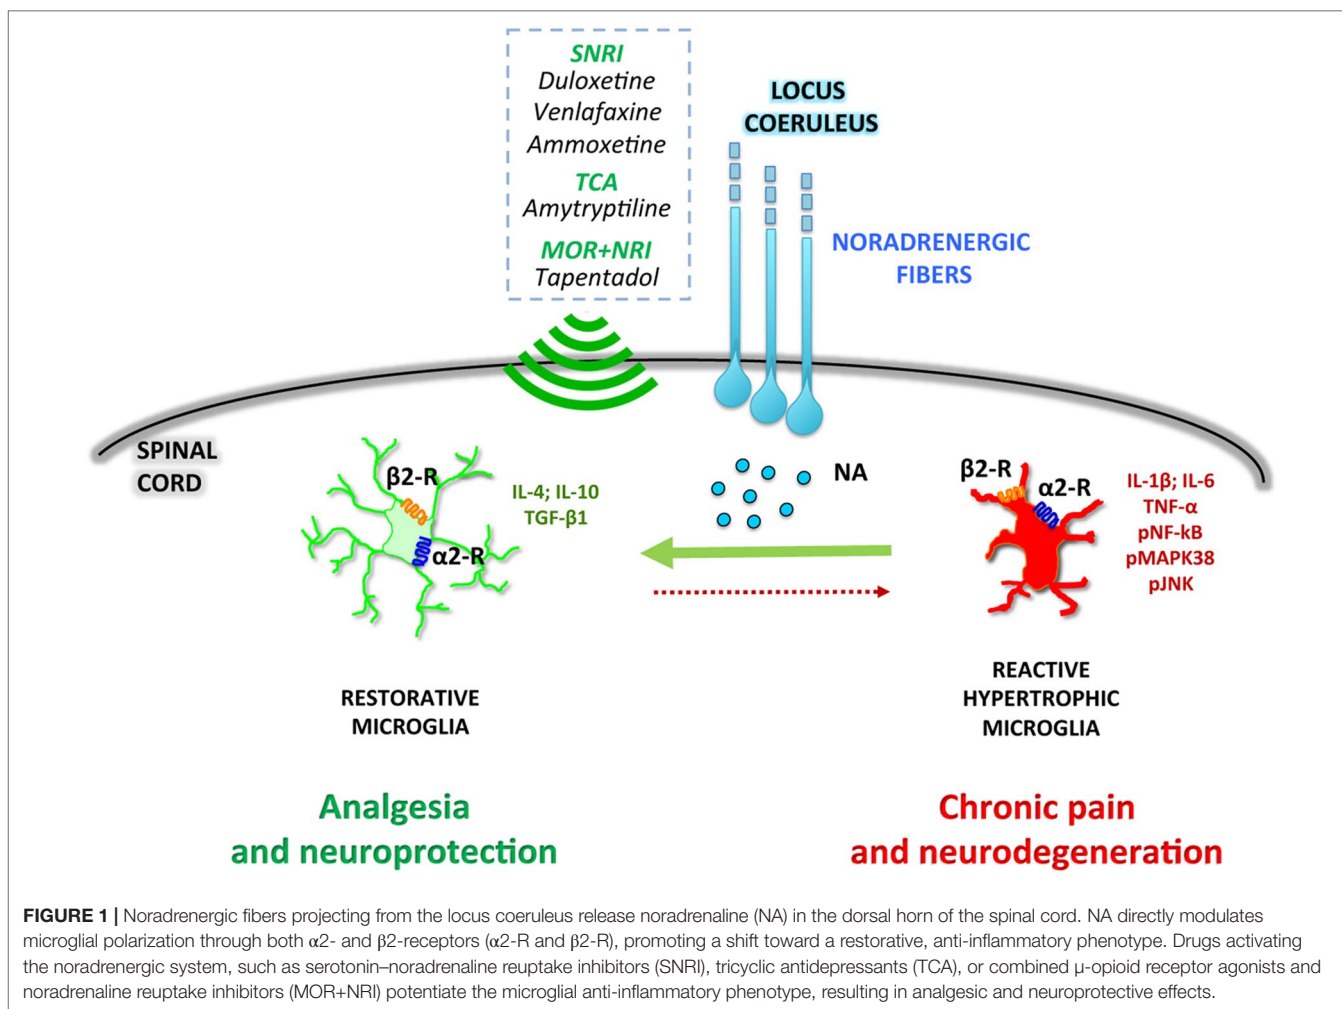 SNRI
Duloxetine
Venlafaxine
Ammoxetine
TCA
Amytryptiline
MOR+NRI
Tapentadol
LOCUS
COERULEUS
NORADRENERGIC
FIBERS
SPINAL
CORD
β2-R
α2-R
IL-4; IL-10
TGF-β1
NA
β2-R
α2-R
IL-1β; IL-6
TNF-α
pNF-kB
pMAPK38
pJNK
RESTORATIVE
MICROGLIA
REACTIVE
HYPERTROPHIC
MICROGLIA
Analgesia
and neuroprotection
Chronic pain
and neurodegeneration
FIGURE 1 | Noradrenergic fibers projecting from the locus coeruleus release noradrenaline (NA) in the dorsal horn of the spinal cord. NA directly modulates
microglial polarization through both α2- and β2-receptors (α2-R and β2-R), promoting a shift toward a restorative, anti-inflammatory phenotype. Drugs activating
the noradrenergic system, such as serotonin–noradrenaline reuptake inhibitors (SNRI), tricyclic antidepressants (TCA), or combined μ-opioid receptor agonists and
noradrenaline reuptake inhibitors (MOR+NRI) potentiate the microglial anti-inflammatory phenotype, resulting in analgesic and neuroprotective effects.